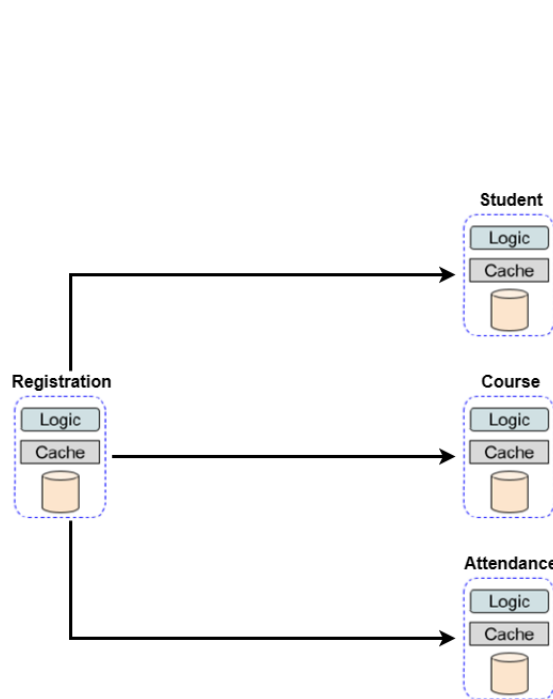 Student
Logic
Cache
Registration
Logic
Cache
Course
Logic
Cache
Attendance
Logic
Cache